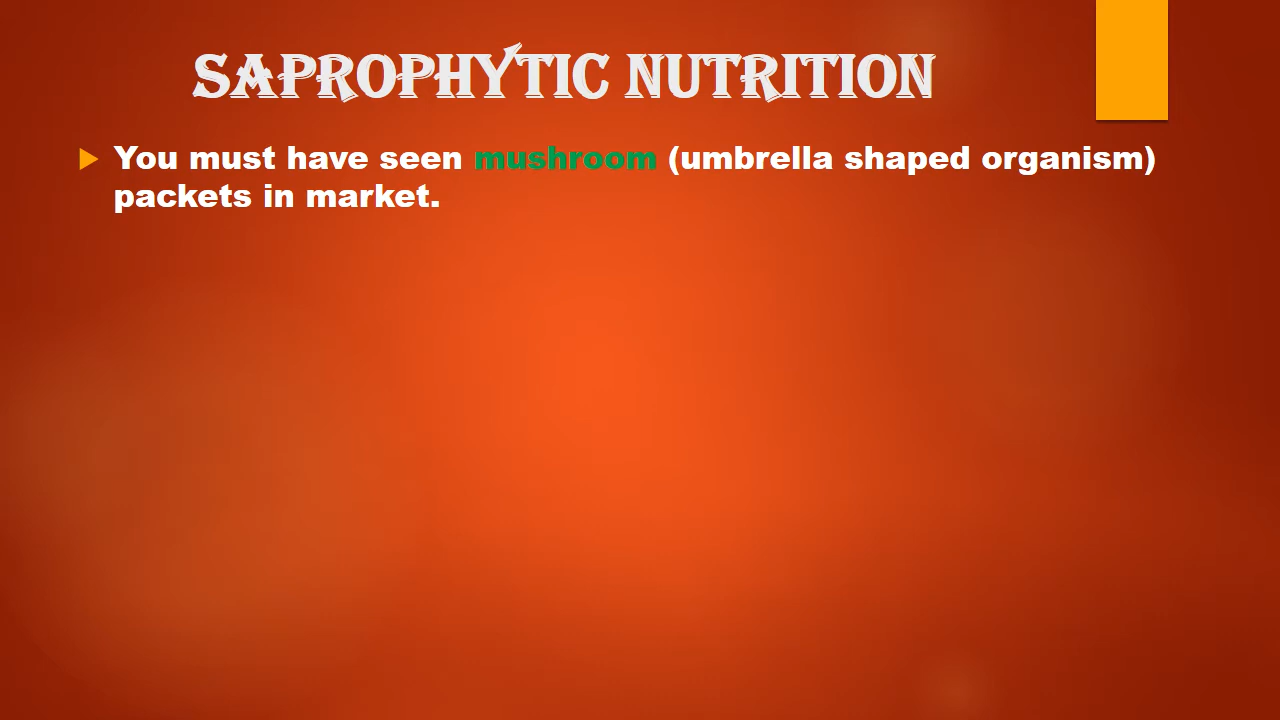 SAPROPHYTIC NUTRITION
You must have seen mushroom (umbrella shaped organism)
packets in market.